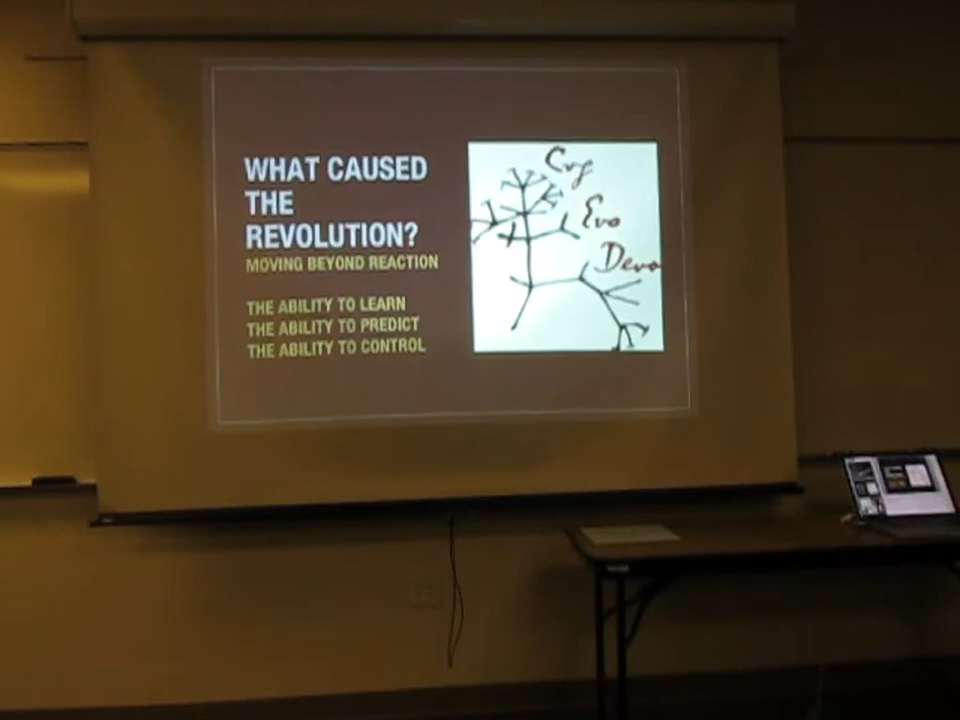 WHAT CAUSED
THE
REVOLUTION?
MOVING BEYOND REACTION
THE ABILITY TO LEARN
THE ABILITY TO PREDICT
THE ABILITY TO CONTROL
Cog
Evo
Devo